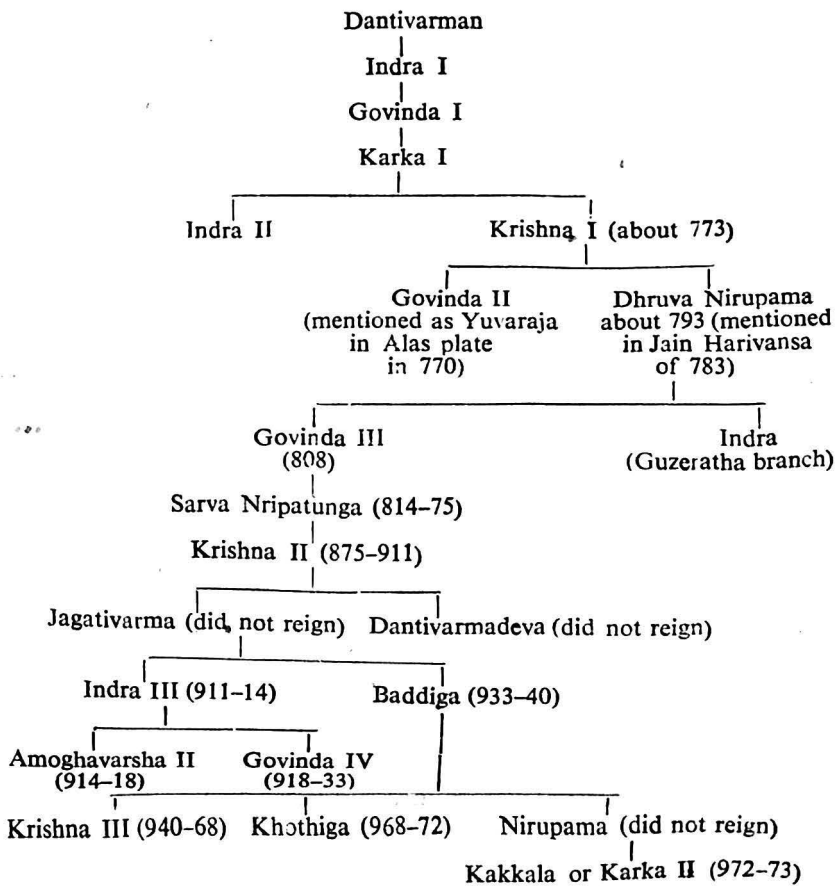 Dantivarman
Indra I
Govinda I
Karka I
Indra II Krishna I (about 773)
Govinda II Dhruva Nirupama
(mentioned as Yuvaraja about 793 (mentioned
in Alas plate in Jain Harivansa
in 770) of 783)
Govinda III Indra
(808) (Guzeratha branch)
Sarva Nripatunga (814–75)
Krishna II (875–911)
Jagativarma (did not reign) Dantivarmadeva (did not reign)
Indra III (911–14) Baddiga (933–40)
Amoghavarsha II Govinda IV
(914–18) (918–33)
Krishna III (940–68) Khothiga (968–72) Nirupama (did not reign)
Kakkala or Karka II (972–73)